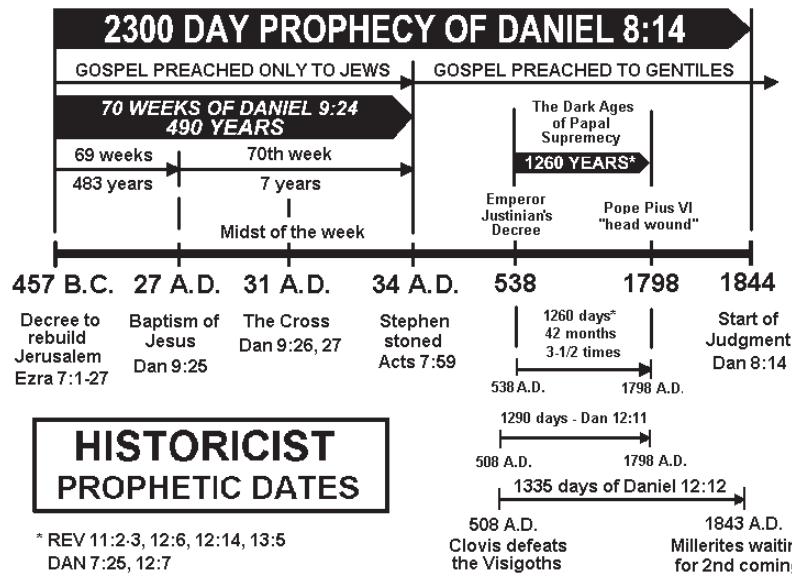 2300 DAY PROPHECY OF DANIEL 8:14
GOSPEL PREACHED ONLY TO JEWS
GOSPEL PREACHED TO GENTILES
70 WEEKS OF DANIEL 9:24
490 YEARS
69 weeks
483 years
70th week
7 years
Midst of the week
The Dark Ages
of Papal
Supremecy
1260 YEARS*
Emperor
Justinian's
Decree
Pope Pius VI
"head wound"
457 B.C.
27 A.D.
31 A.D.
34 A.D.
538
1798
1844
Decree to
rebuild
Jerusalem
Ezra 7:1-27
Baptism of
Jesus
Dan 9:25
The Cross
Dan 9:26, 27
Stephen
stoned
Acts 7:59
1260 days*
42 months
3-1/2 times
538 A.D.
1798 A.D.
Start of
Judgment
Dan 8:14
1290 days - Dan 12:11
508 A.D.
1798 A.D.
1335 days of Daniel 12:12
508 A.D.
Clovis defeats
the Visigoths
1843 A.D.
Millerites waitin
for 2nd coming
HISTORICIST
PROPHETIC DATES
* REV 11:2-3, 12:6, 12:14, 13:5
DAN 7:25, 12:7